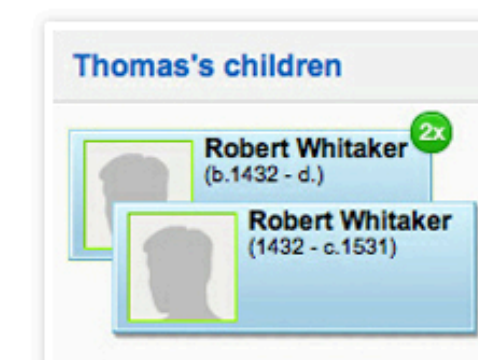 Thomas's children
2x
Robert Whitaker
(b.1432 - d.)
Robert Whitaker
(1432 - c.1531)